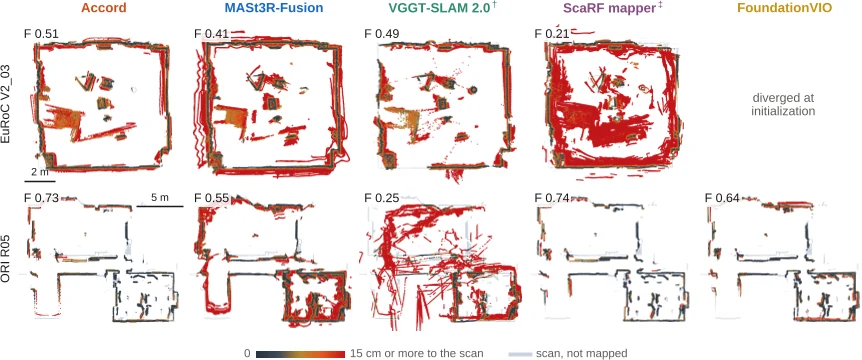 Accord MASt3R-Fusion VGGT-SLAM 2.0† ScaRF mapper‡ FoundationVIO
F 0.51 F 0.41 F 0.49 F 0.21
EuRoC V2_03
diverged at
initialization
2 m
F 0.73 5 m F 0.55 F 0.25 F 0.74 F 0.64
ORI R05
0 15 cm or more to the scan scan, not mapped